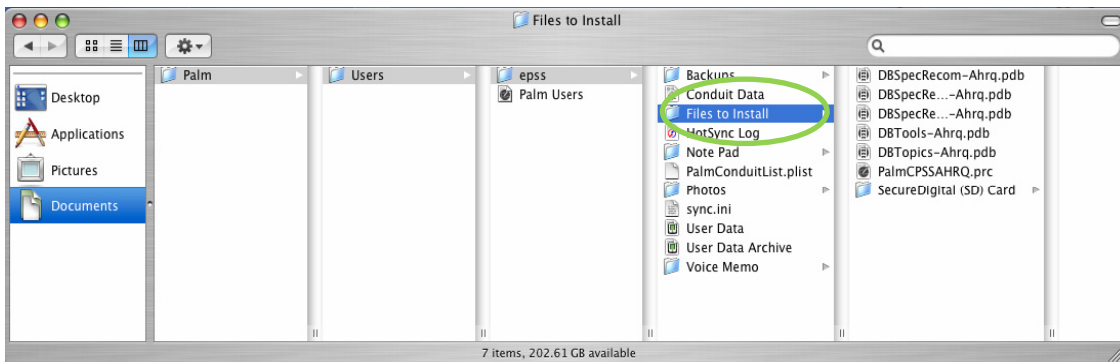 Files to Install
Desktop
Applications
Pictures
Documents
Palm
Users
epss
Palm Users
Backups
Conduit Data
Files to Install
HotSync Log
Note Pad
PalmConduitList.plist
Photos
sync.ini
User Data
User Data Archive
Voice Memo
DBSpecRecom-Ahrq.pdb
DBSpecRe...-Ahrq.pdb
DBSpecRe...-Ahrq.pdb
DBTools-Ahrq.pdb
DBTopics-Ahrq.pdb
PalmCPSSAHRQ.prc
SecureDigital (SD) Card
7 items, 202.61 GB available